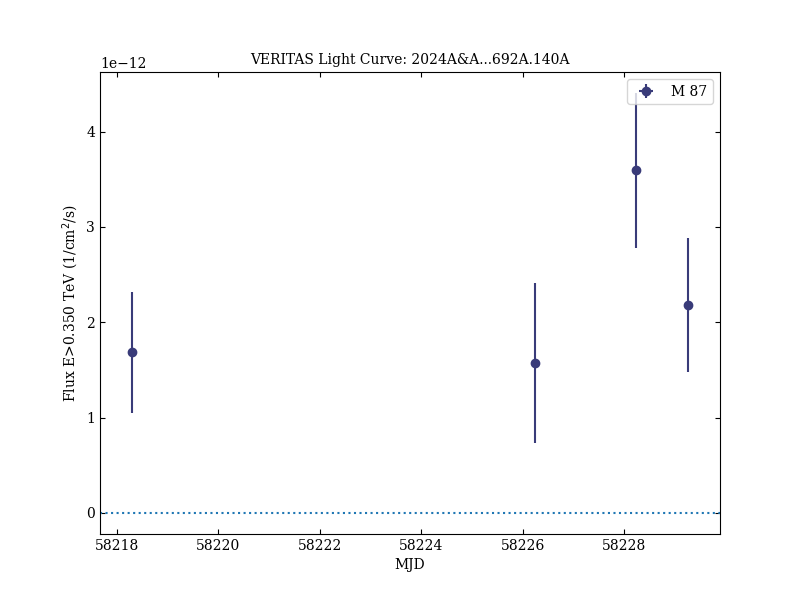 VERITAS Light Curve: 2024A&A...692A.140A
1e−12
M 87
4
3
2
1
0
Flux E>0.350 TeV (1/cm²/s)
58218 58220 58222 58224 58226 58228
MJD